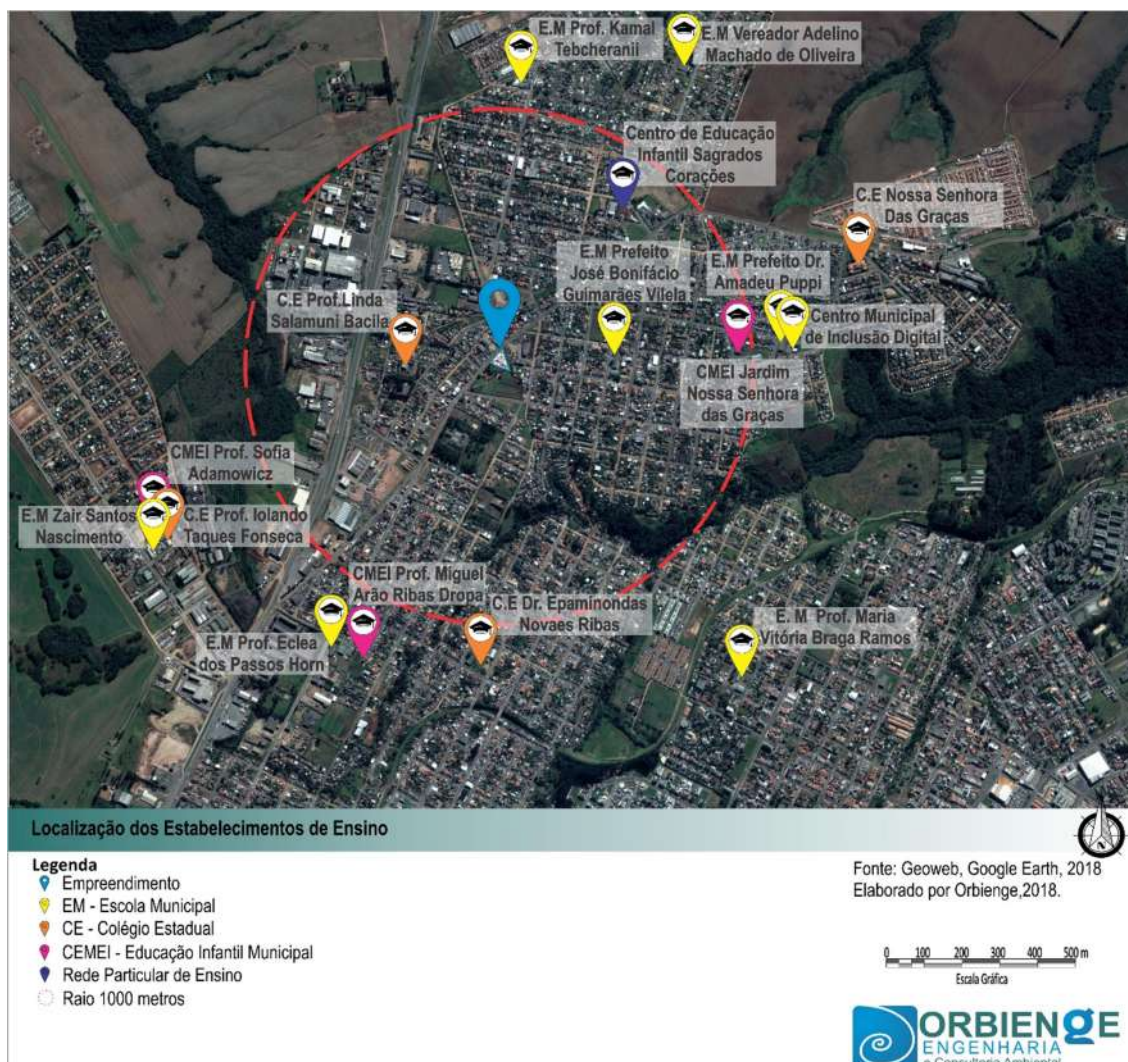 E.M Prof. Kamal
Tebcheranii
E.M Vereador Adelino
Machado de Oliveira
Centro de Educação
Infantil Sagrados
Corações
C.E Nossa Senhora
Das Graças
E.M Prefeito
José Bonifácio
Guimarães Vilela
E.M Prefeito Dr.
Amadeu Puppi
C.E Prof.Linda
Salamuni Bacila
Centro Municipal
de Inclusão Digital
CMEI Jardim
Nossa Senhora
das Graças
CMEI Prof. Sofia
Adamowicz
E.M Zair Santos
Nascimento
C.E Prof. Iolando
Taques Fonseca
CMEI Prof. Miguel
Arão Ribas Dropa
C.E Dr. Epaminondas
Novaes Ribas
E.M Prof. Eclea
dos Passos Horn
E. M Prof. Maria
Vitória Braga Ramos
Localização dos Estabelecimentos de Ensino
N
Legenda
Empreendimento
EM - Escola Municipal
CE - Colégio Estadual
CEMEI - Educação Infantil Municipal
Rede Particular de Ensino
Raio 1000 metros
Fonte: Geoweb, Google Earth, 2018
Elaborado por Orbienge,2018.
0 100 200 300 400 500 m
Escala Gráfica
ORBIENGE
ENGENHARIA
e Consultoria Ambiental